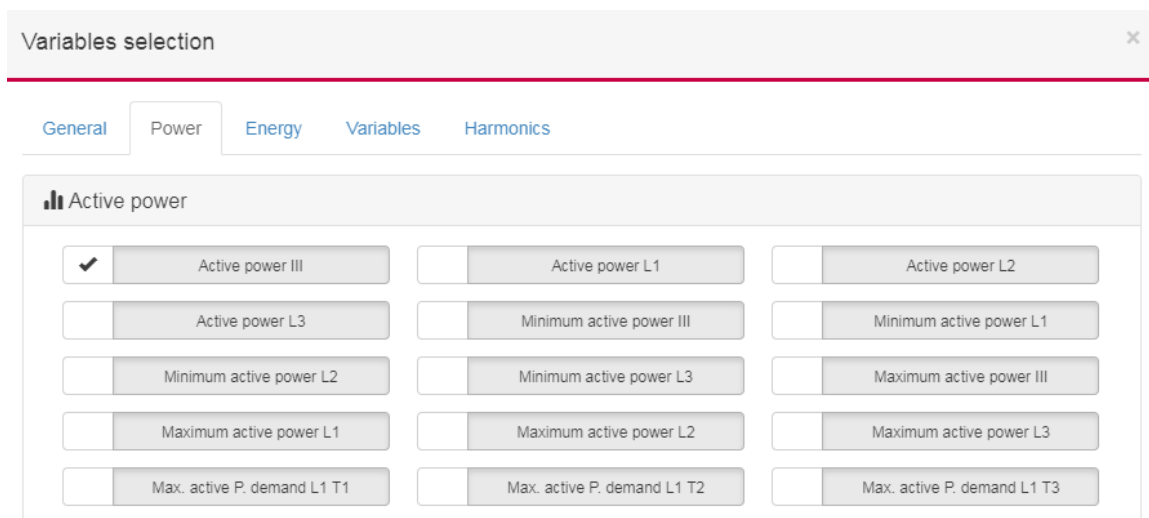 Variables selection ×
General Power Energy Variables Harmonics
Active power
Active power III Active power L1 Active power L2
Active power L3 Minimum active power III Minimum active power L1
Minimum active power L2 Minimum active power L3 Maximum active power III
Maximum active power L1 Maximum active power L2 Maximum active power L3
Max. active P. demand L1 T1 Max. active P. demand L1 T2 Max. active P. demand L1 T3